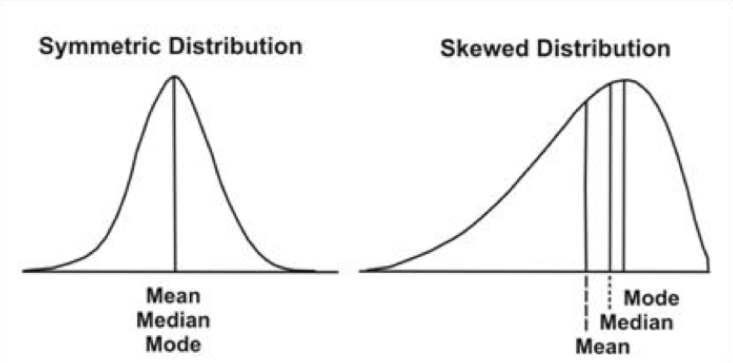 Symmetric Distribution
Mean
Median
Mode
Skewed Distribution
Mode
Median
Mean